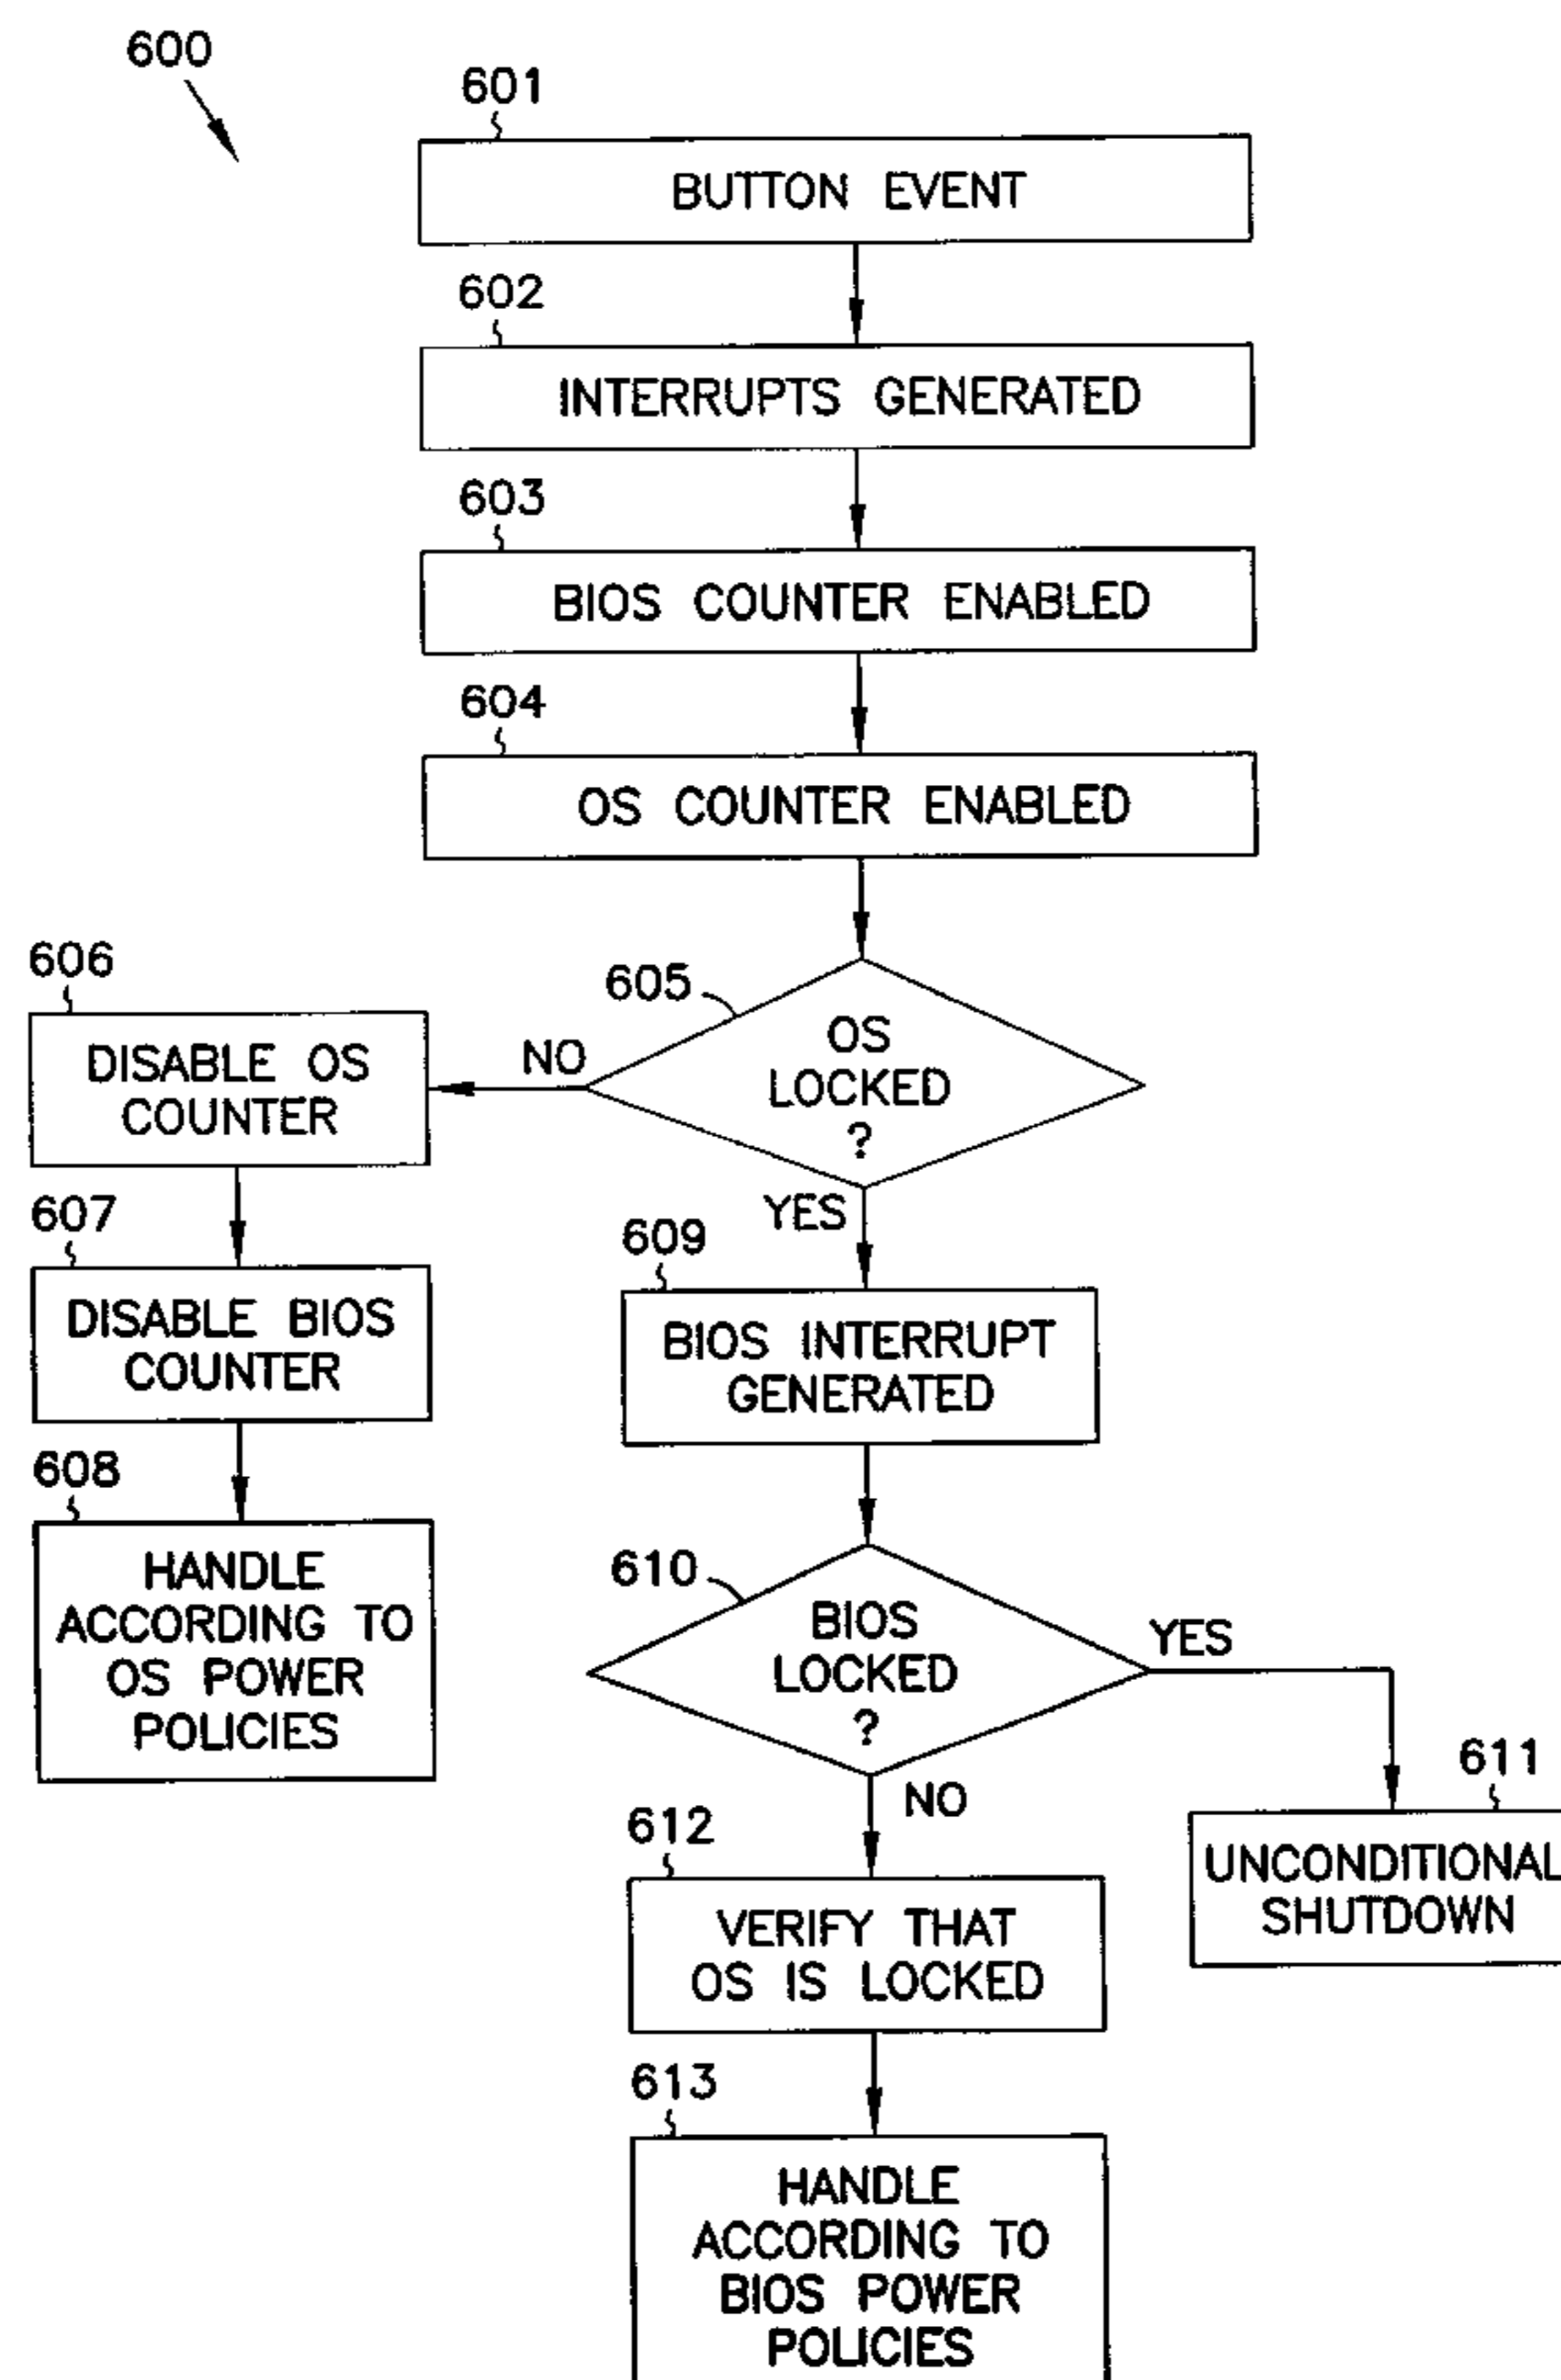 600
601
BUTTON EVENT
602
INTERRUPTS GENERATED
603
BIOS COUNTER ENABLED
604
OS COUNTER ENABLED
605
OS
LOCKED
?
NO
YES
606
DISABLE OS
COUNTER
607
DISABLE BIOS
COUNTER
608
HANDLE
ACCORDING TO
OS POWER
POLICIES
609
BIOS INTERRUPT
GENERATED
610
BIOS
LOCKED
?
YES
NO
611
UNCONDITIONAL
SHUTDOWN
612
VERIFY THAT
OS IS LOCKED
613
HANDLE
ACCORDING TO
BIOS POWER
POLICIES